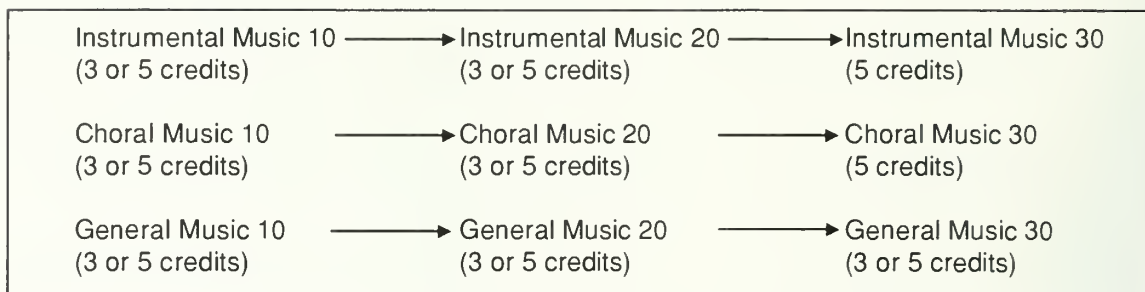 Instrumental Music 10 Instrumental Music 20 Instrumental Music 30
(3 or 5 credits) (3 or 5 credits) (5 credits)
Choral Music 10 Choral Music 20 Choral Music 30
(3 or 5 credits) (3 or 5 credits) (5 credits)
General Music 10 General Music 20 General Music 30
(3 or 5 credits) (3 or 5 credits) (3 or 5 credits)